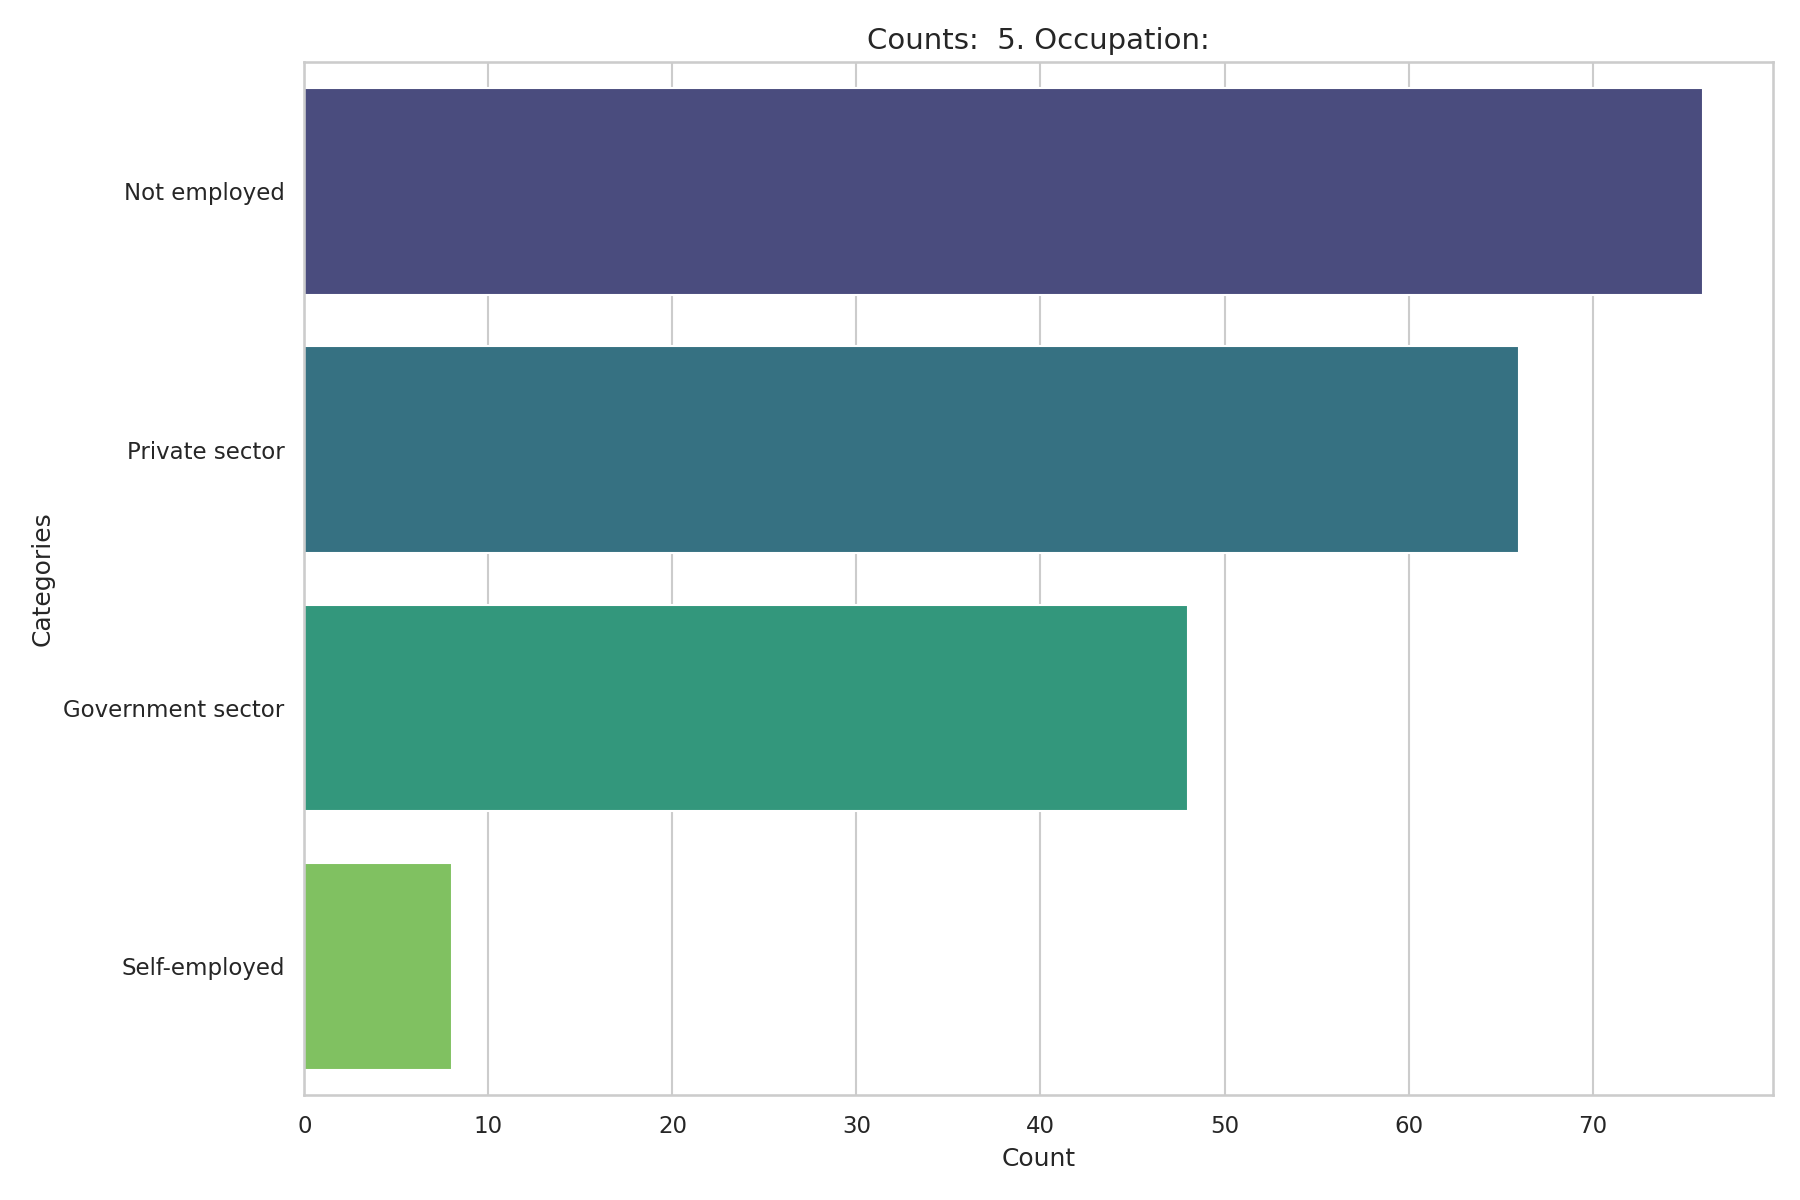 Counts:  5. Occupation:
Not employed
Private sector
Government sector
Self-employed
Categories
0 10 20 30 40 50 60 70
Count